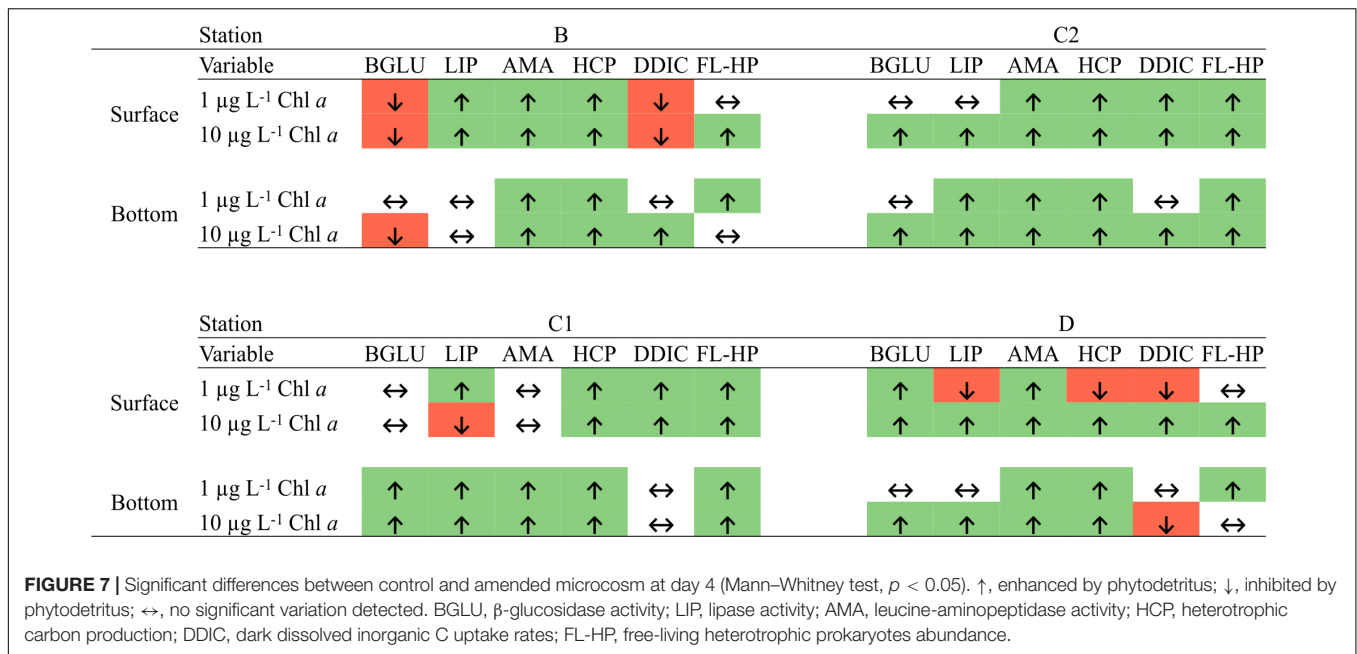 Station B C2
Variable BGLU LIP AMA HCP DDIC FL-HP BGLU LIP AMA HCP DDIC FL-HP
Surface
1 µg L-1 Chl a ↓ ↑ ↑ ↑ ↓ ↔ ↔ ↔ ↑ ↑ ↑ ↑
10 µg L-1 Chl a ↓ ↑ ↑ ↑ ↓ ↑ ↑ ↑ ↑ ↑ ↑ ↑
Bottom
1 µg L-1 Chl a ↔ ↔ ↑ ↑ ↔ ↑ ↔ ↑ ↑ ↑ ↔ ↑
10 µg L-1 Chl a ↓ ↔ ↑ ↑ ↑ ↔ ↑ ↑ ↑ ↑ ↑ ↑
Station C1 D
Variable BGLU LIP AMA HCP DDIC FL-HP BGLU LIP AMA HCP DDIC FL-HP
Surface
1 µg L-1 Chl a ↔ ↑ ↔ ↑ ↑ ↑ ↑ ↓ ↑ ↓ ↓ ↔
10 µg L-1 Chl a ↔ ↓ ↔ ↑ ↑ ↑ ↑ ↑ ↑ ↑ ↑ ↑
Bottom
1 µg L-1 Chl a ↑ ↑ ↑ ↑ ↔ ↑ ↔ ↔ ↑ ↑ ↔ ↑
10 µg L-1 Chl a ↑ ↑ ↑ ↑ ↔ ↑ ↑ ↑ ↑ ↑ ↓ ↔
FIGURE 7 | Significant differences between control and amended microcosm at day 4 (Mann–Whitney test, p < 0.05). ↑, enhanced by phytodetritus; ↓, inhibited by
phytodetritus; ↔, no significant variation detected. BGLU, β-glucosidase activity; LIP, lipase activity; AMA, leucine-aminopeptidase activity; HCP, heterotrophic
carbon production; DDIC, dark dissolved inorganic C uptake rates; FL-HP, free-living heterotrophic prokaryotes abundance.